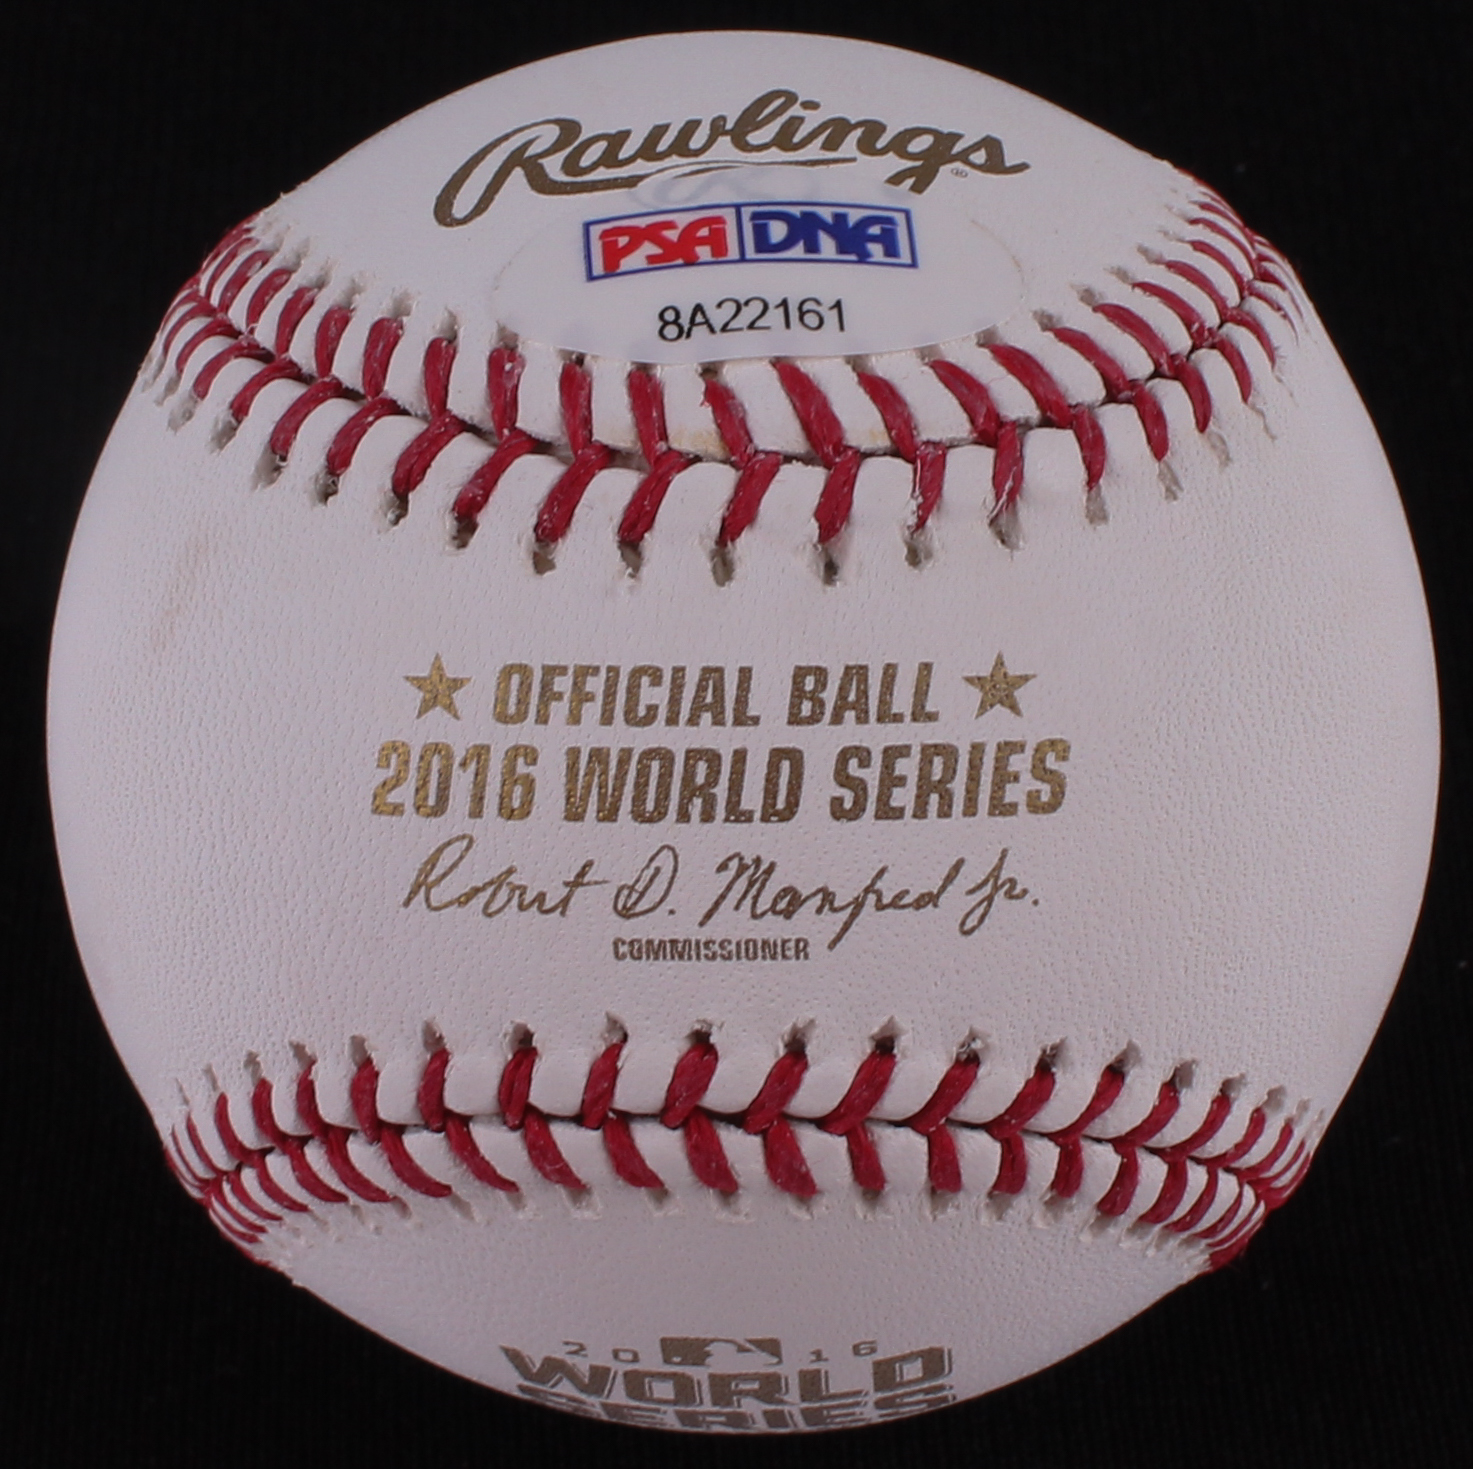 Rawlings®
PSA DNA
8A22161
OFFICIAL BALL
2016 WORLD SERIES
Robert D. Manfred Jr.
COMMISSIONER
2016
WORLD
SERIES